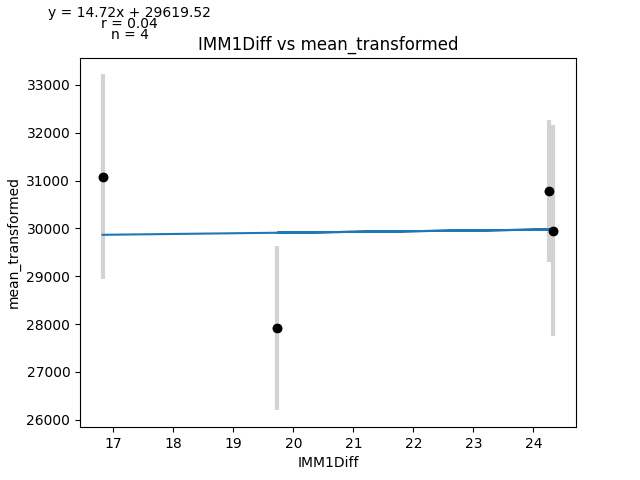 y = 14.72x + 29619.52
r = 0.04
n = 4
IMM1Diff vs mean_transformed
33000
32000
31000
30000
29000
28000
27000
26000
mean_transformed
17 18 19 20 21 22 23 24
IMM1Diff